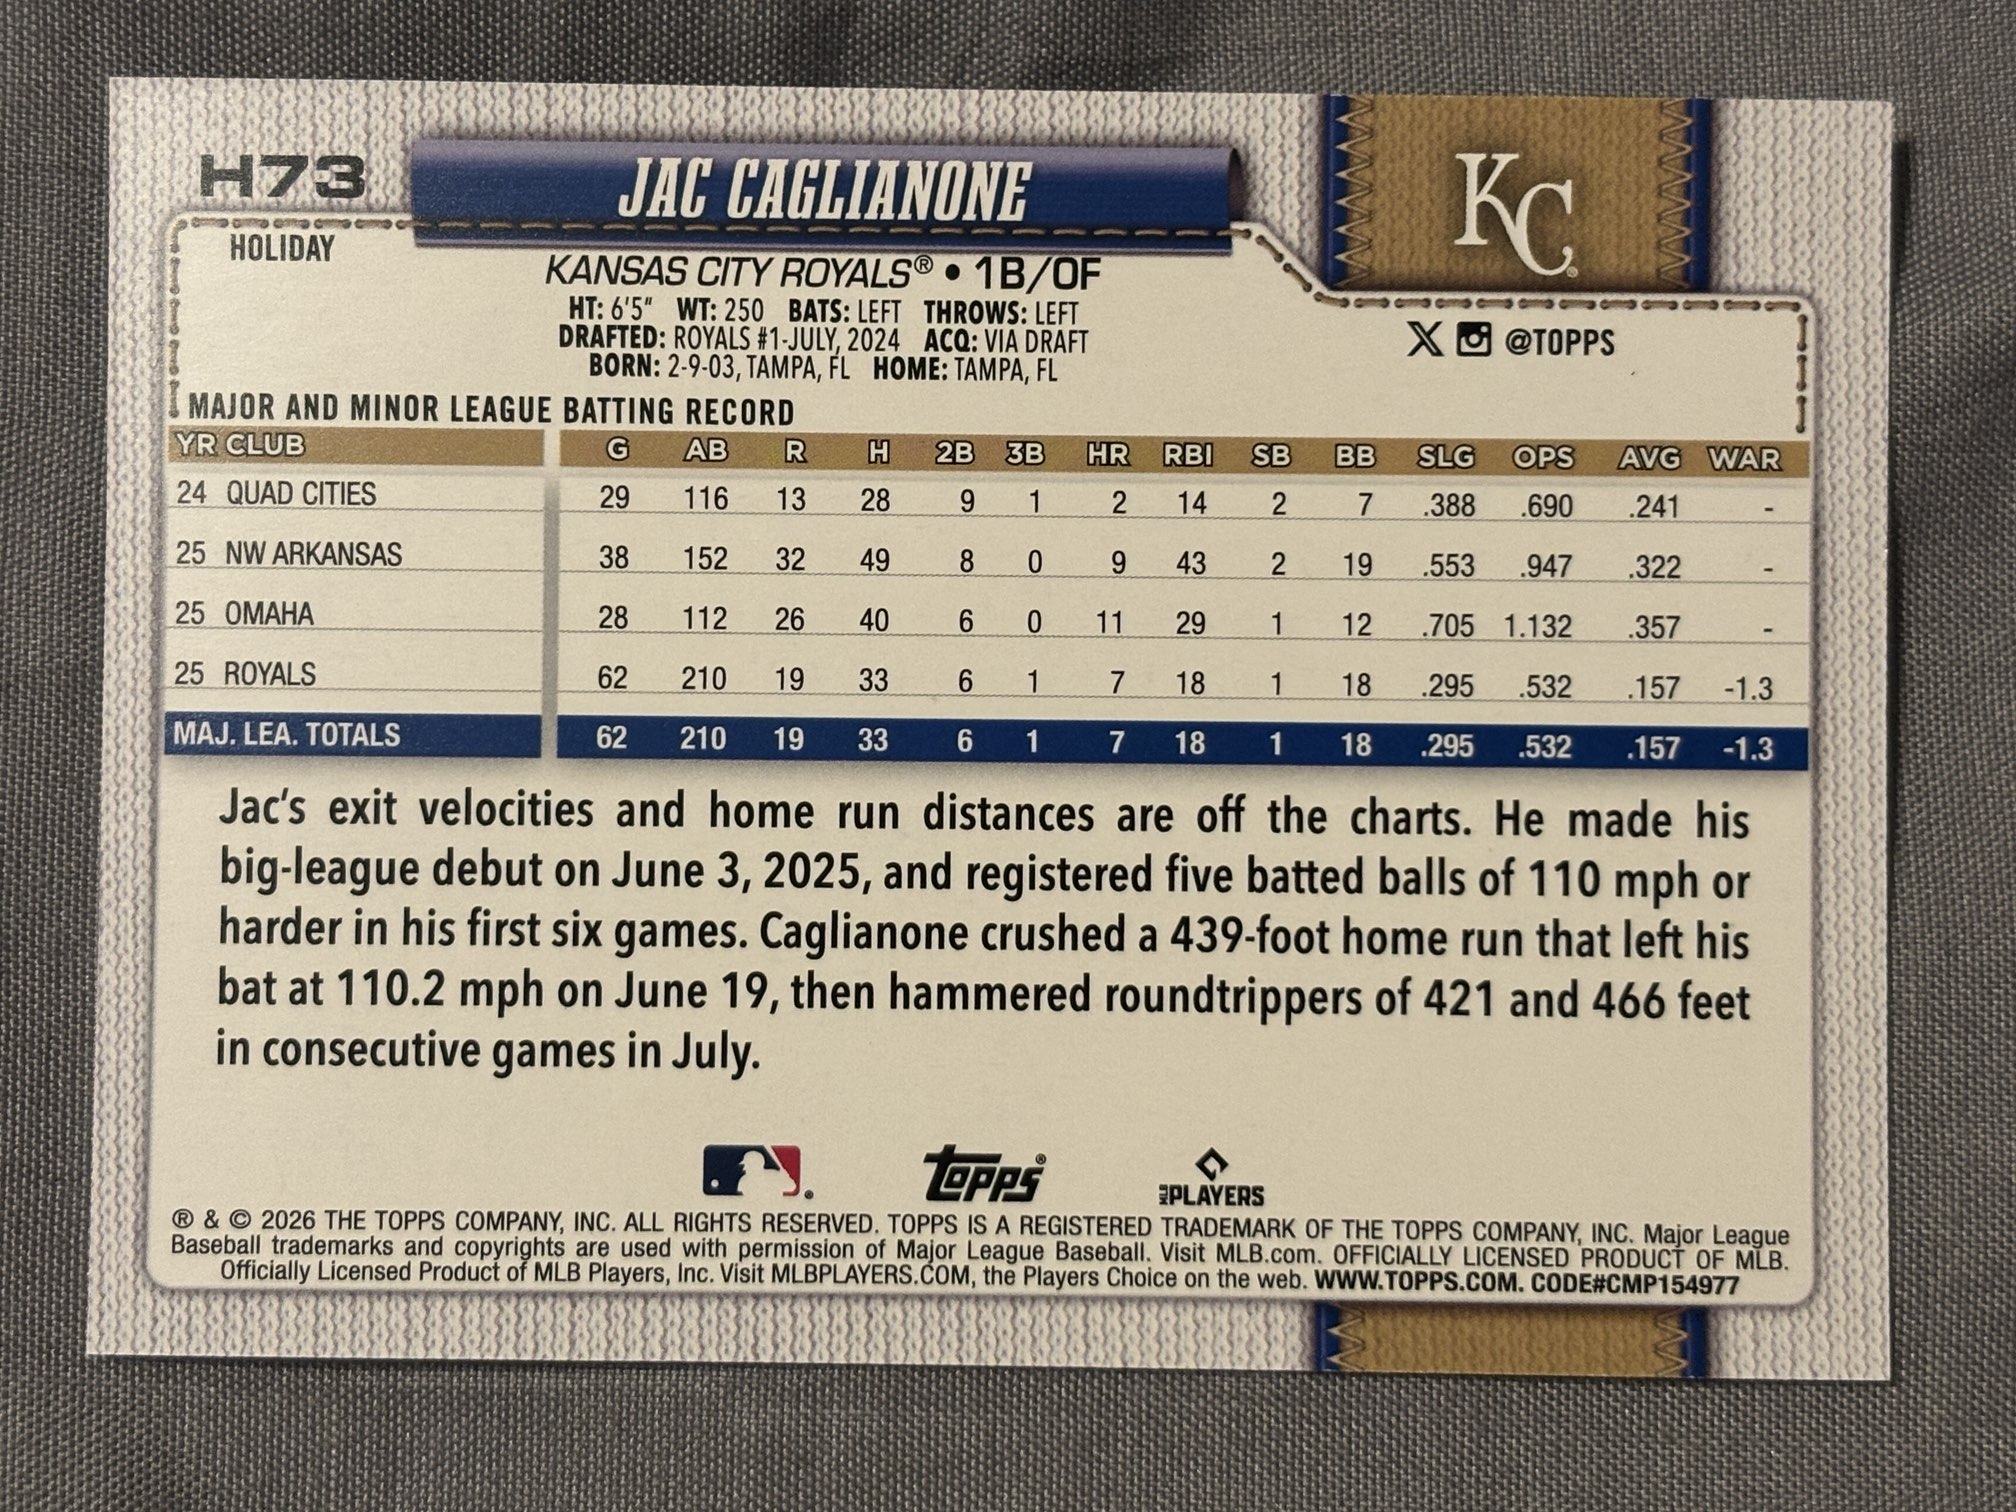 H73
JAC CAGLIANONE
KC
HOLIDAY
KANSAS CITY ROYALS® • 1B/OF
HT: 6'5" WT: 250 BATS: LEFT THROWS: LEFT
DRAFTED: ROYALS #1-JULY, 2024 ACQ: VIA DRAFT
BORN: 2-9-03, TAMPA, FL HOME: TAMPA, FL
X @TOPPS
MAJOR AND MINOR LEAGUE BATTING RECORD
YR CLUB G AB R H 2B 3B HR RBI SB BB SLG OPS AVG WAR
24 QUAD CITIES 29 116 13 28 9 1 2 14 2 7 .388 .690 .241 -
25 NW ARKANSAS 38 152 32 49 8 0 9 43 2 19 .553 .947 .322 -
25 OMAHA 28 112 26 40 6 0 11 29 1 12 .705 1.132 .357 -
25 ROYALS 62 210 19 33 6 1 7 18 1 18 .295 .532 .157 -1.3
MAJ. LEA. TOTALS 62 210 19 33 6 1 7 18 1 18 .295 .532 .157 -1.3
Jac's exit velocities and home run distances are off the charts. He made his
big-league debut on June 3, 2025, and registered five batted balls of 110 mph or
harder in his first six games. Caglianone crushed a 439-foot home run that left his
bat at 110.2 mph on June 19, then hammered roundtrippers of 421 and 466 feet
in consecutive games in July.
TOPPS® MLB PLAYERS
® & © 2026 THE TOPPS COMPANY, INC. ALL RIGHTS RESERVED. TOPPS IS A REGISTERED TRADEMARK OF THE TOPPS COMPANY, INC. Major League
Baseball trademarks and copyrights are used with permission of Major League Baseball. Visit MLB.com. OFFICIALLY LICENSED PRODUCT OF MLB.
Officially Licensed Product of MLB Players, Inc. Visit MLBPLAYERS.COM, the Players Choice on the web. WWW.TOPPS.COM. CODE#CMP154977